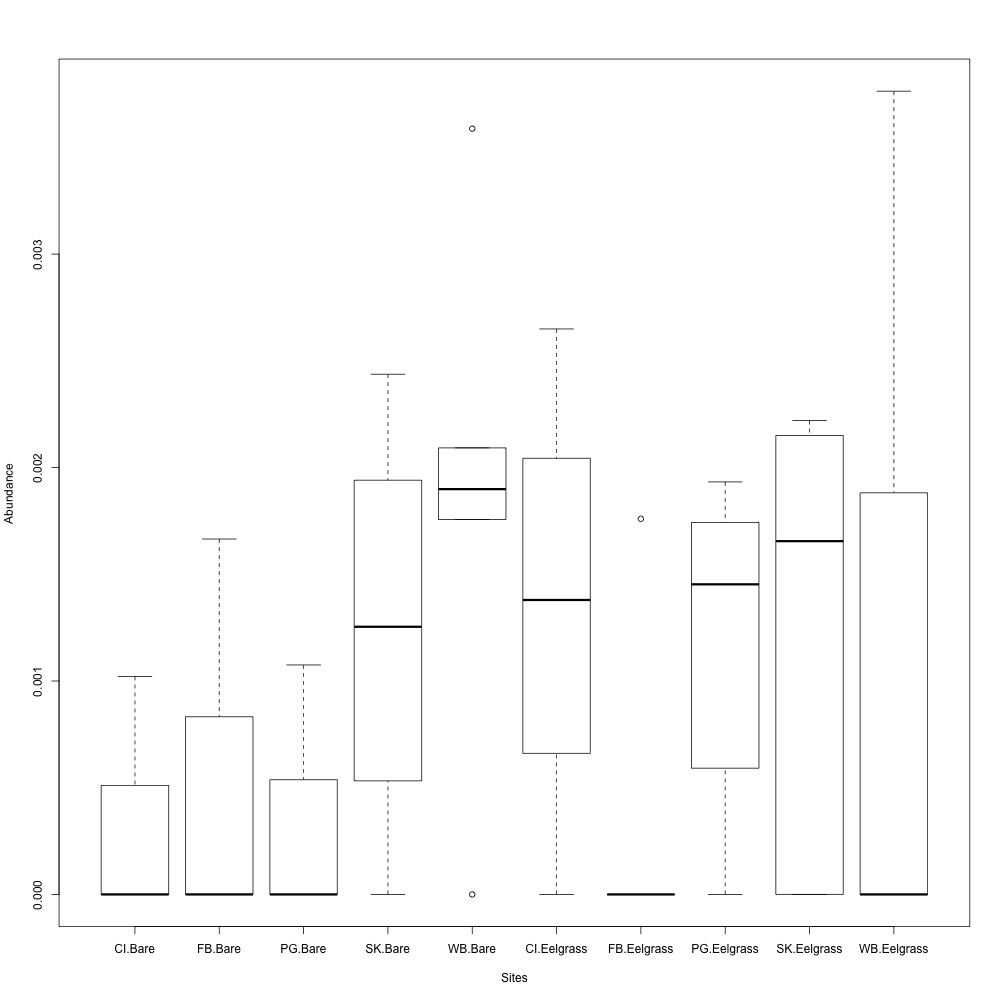 Abundance
0.003
0.002
0.001
0.000
CI.Bare FB.Bare PG.Bare SK.Bare WB.Bare CI.Eelgrass FB.Eelgrass PG.Eelgrass SK.Eelgrass WB.Eelgrass
Sites